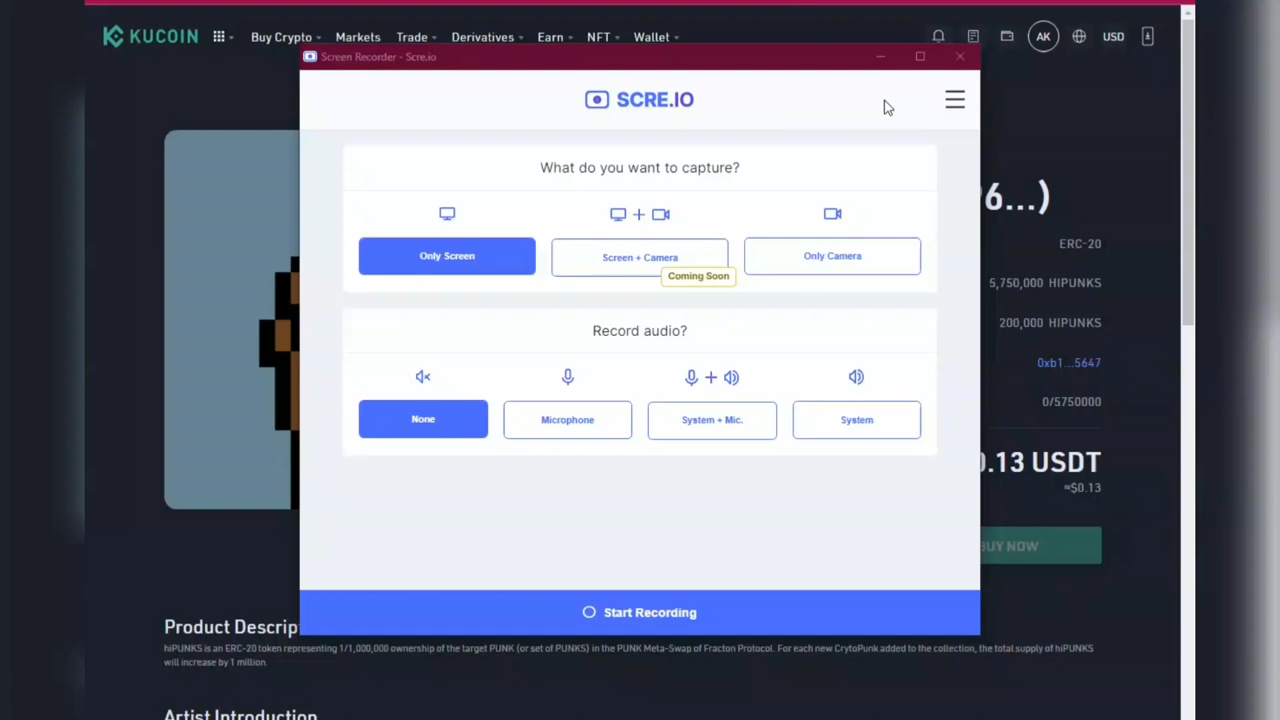 KUCOIN
Buy Crypto Markets Trade Derivatives Earn NFT Wallet AK USD
Screen Recorder - Scre.io
SCRE.IO
What do you want to capture?
Only Screen Screen + Camera Only Camera
Coming Soon
Record audio?
None Microphone System + Mic. System
Start Recording
6...)
ERC-20
5,750,000 HIPUNKS
200,000 HIPUNKS
0xb1...5647
0/5750000
0.13 USDT
≈$0.13
BUY NOW
Product Descrip
hiPUNKS is an ERC-20 token representing 1/1,000,000 ownership of the target PUNK (or set of PUNKS) in the PUNK Meta-Swap of Fracton Protocol. For each new CrytoPunk added to the collection, the total supply of hiPUNKS
will increase by 1 million.
Artist Introduction